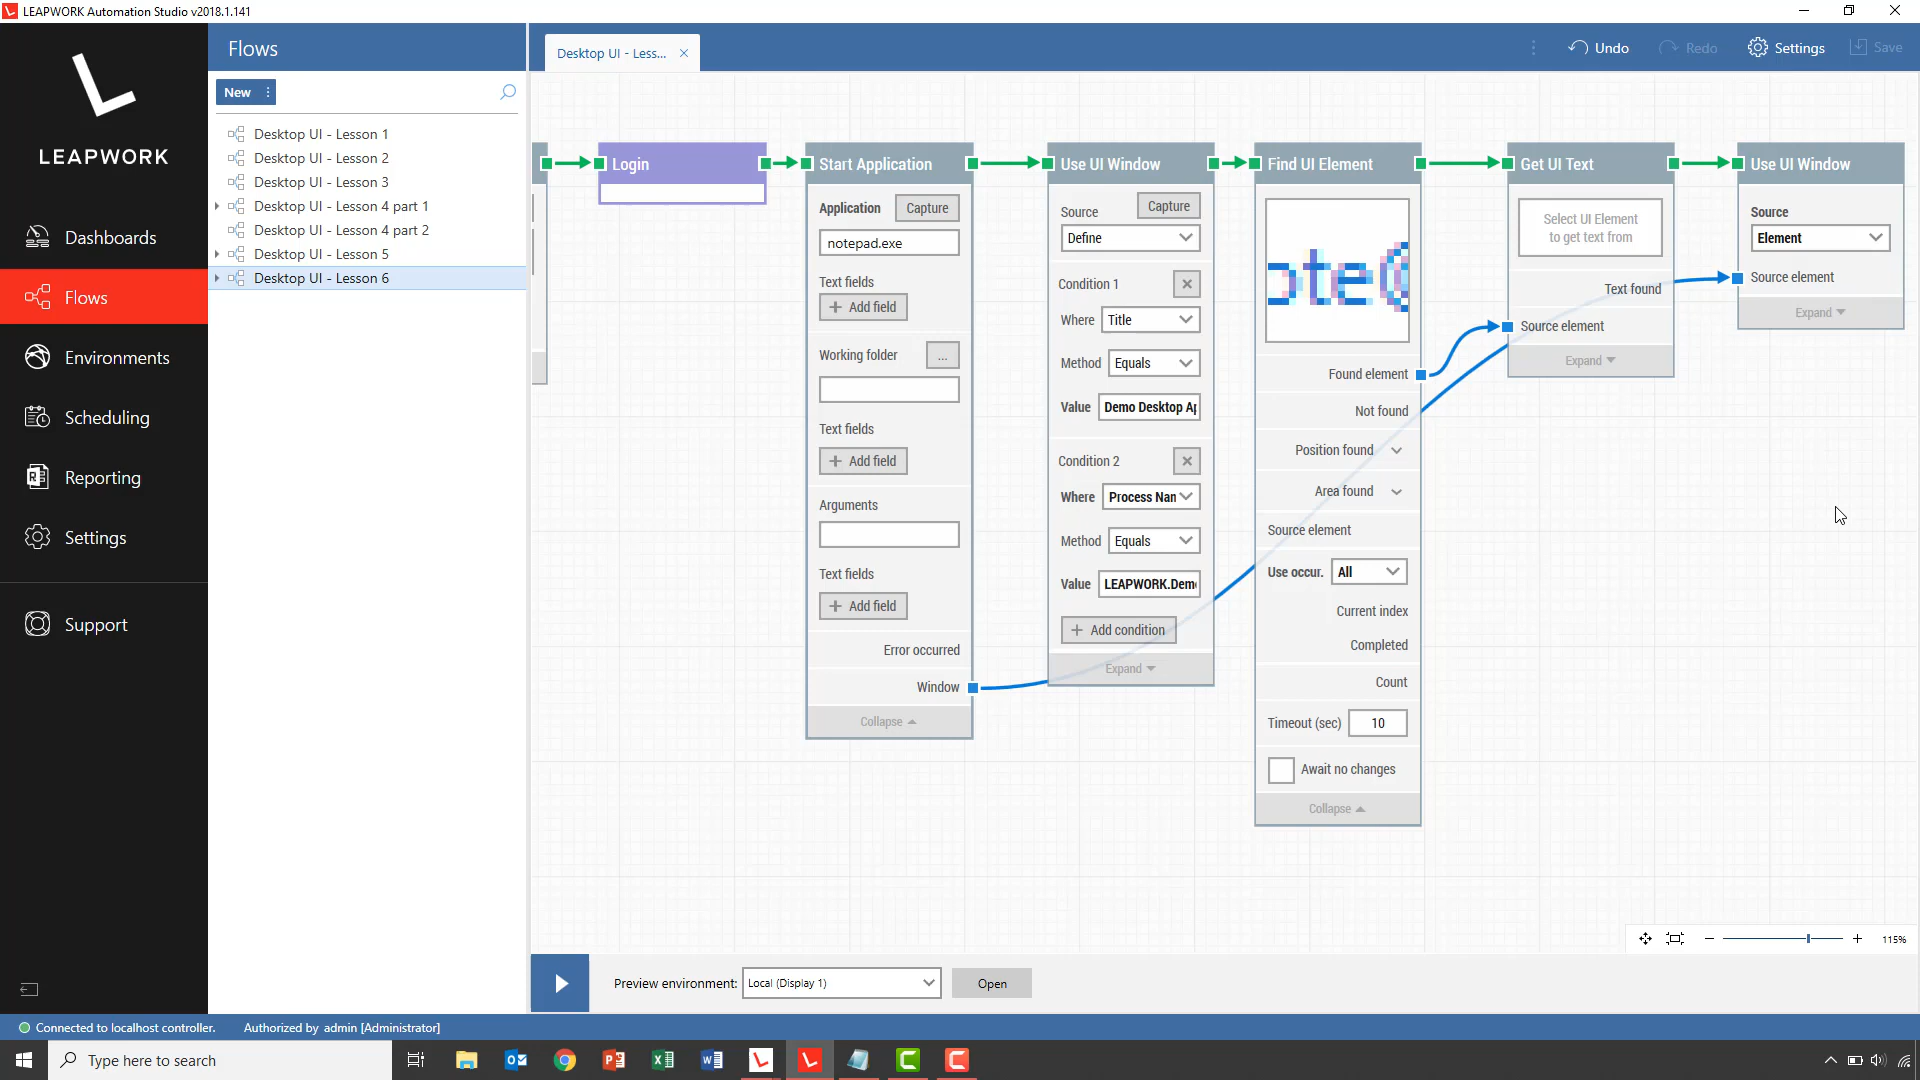 LEAPWORK Automation Studio v2018.1.141
LEAPWORK
Dashboards
Flows
Environments
Scheduling
Reporting
Settings
Support
Flows
New
Desktop UI - Lesson 1
Desktop UI - Lesson 2
Desktop UI - Lesson 3
Desktop UI - Lesson 4 part 1
Desktop UI - Lesson 4 part 2
Desktop UI - Lesson 5
Desktop UI - Lesson 6
Desktop UI - Less...
Undo
Redo
Settings
Save
Login
Start Application
Application
Capture
notepad.exe
Text fields
+ Add field
Working folder
...
Text fields
+ Add field
Arguments
Text fields
+ Add field
Error occurred
Window
Collapse
Use UI Window
Source
Capture
Define
Condition 1
Where Title
Method Equals
Value Demo Desktop Ap
Condition 2
Where Process Nan
Method Equals
Value LEAPWORK.Dem
+ Add condition
Expand
Find UI Element
Found element
Not found
Position found
Area found
Source element
Use occur. All
Current index
Completed
Count
Timeout (sec) 10
Await no changes
Collapse
Get UI Text
Select UI Element
to get text from
Text found
Source element
Expand
Use UI Window
Source
Element
Source element
Expand
115%
Preview environment: Local (Display 1)
Open
Connected to localhost controller.
Authorized by admin [Administrator]
Type here to search